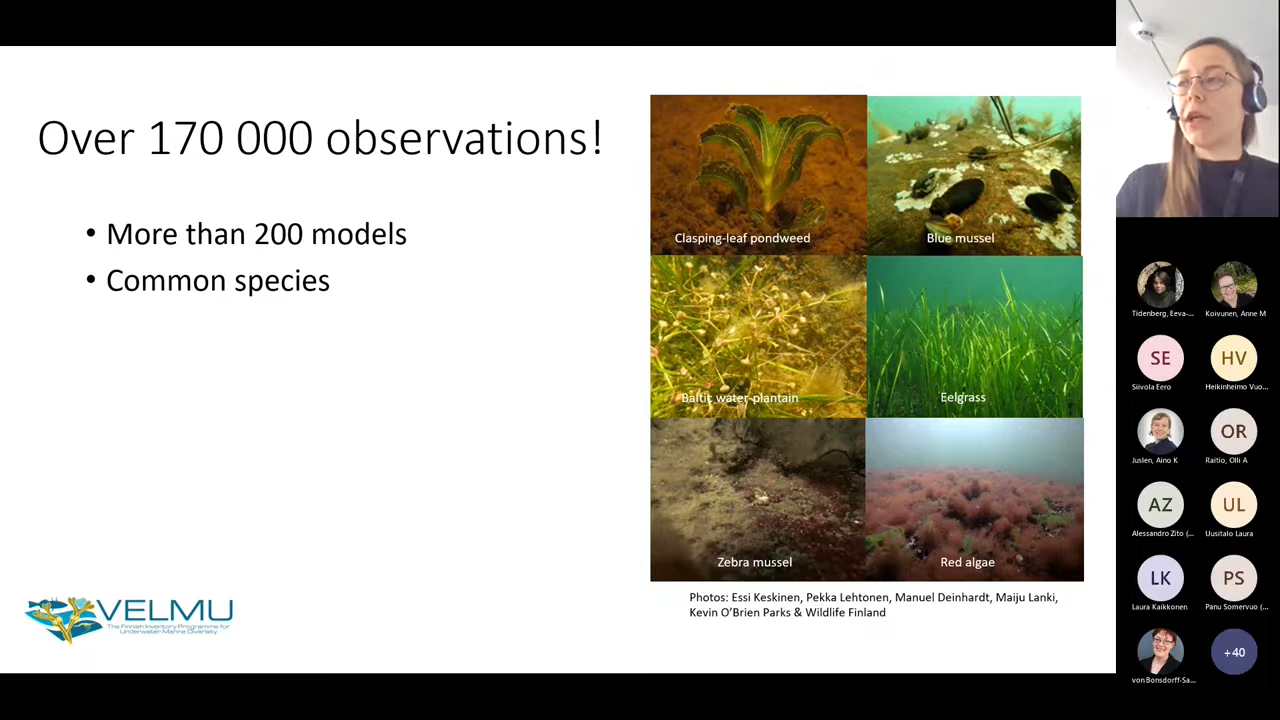 Over 170 000 observations!
• More than 200 models
• Common species
Clasping-leaf pondweed
Blue mussel
Baltic water-plantain
Eelgrass
Zebra mussel
Red algae
Photos: Essi Keskinen, Pekka Lehtonen, Manuel Deinhardt, Maiju Lanki,
Kevin O'Brien Parks & Wildlife Finland
VELMU
The Finnish Inventory Programme for
Underwater Marine Diversity
Tidenberg, Eeva-...
Koivunen, Anne M
SE
HV
Siivola Eero
Heikinheimo Vuo...
Juslen, Aino K
OR
Raitio, Olli A
AZ
UL
Alessandro Zito (...
Uusitalo Laura
LK
PS
Laura Kaikkonen
Panu Somervuo (...
von Bonsdorff-Sa...
+40